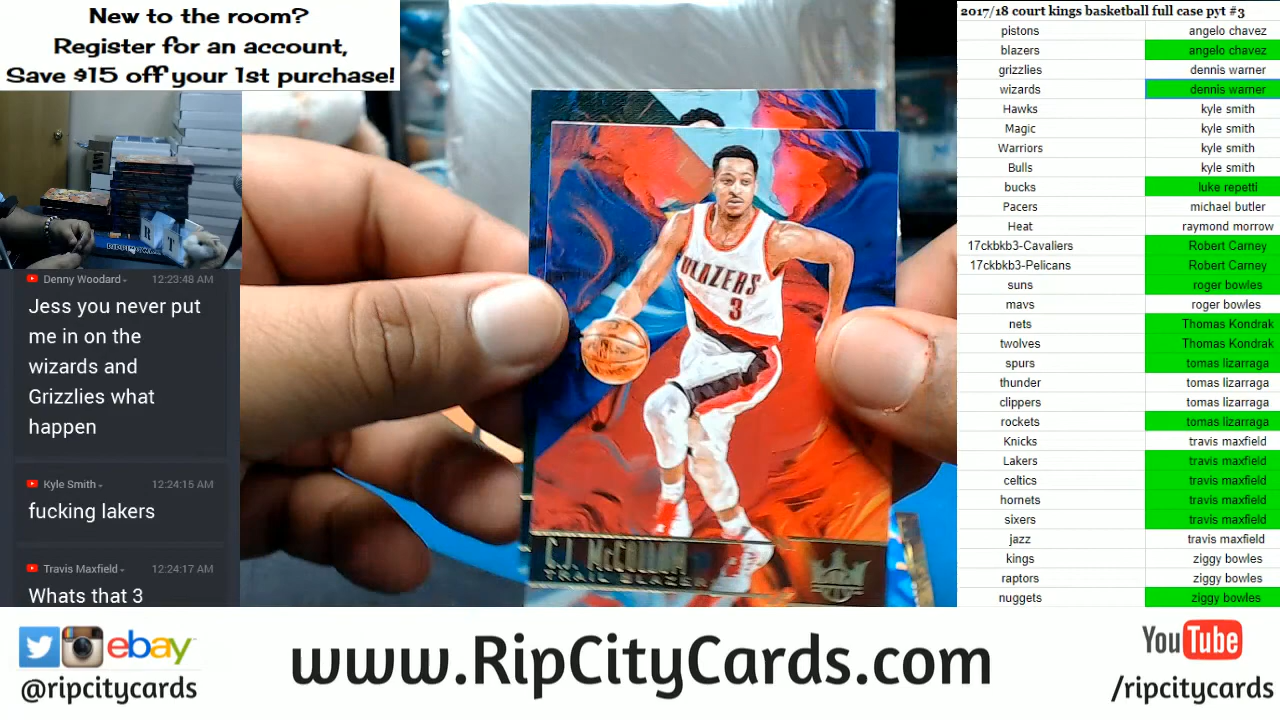 New to the room?
Register for an account,
Save $15 off your 1st purchase!
Denny Woodard 12:23:48 AM
Jess you never put
me in on the
wizards and
Grizzlies what
happen
Kyle Smith 12:24:15 AM
fucking lakers
Travis Maxfield 12:24:17 AM
Whats that 3
R T
BLAZERS
3
C.J. McCOLLUM
TRAIL BLAZERS
2017/18 court kings basketball full case pyt #3
pistons angelo chavez
blazers angelo chavez
grizzlies dennis warner
wizards dennis warner
Hawks kyle smith
Magic kyle smith
Warriors kyle smith
Bulls kyle smith
bucks luke repetti
Pacers michael butler
Heat raymond morrow
17ckbkb3-Cavaliers Robert Carney
17ckbkb3-Pelicans Robert Carney
suns roger bowles
mavs roger bowles
nets Thomas Kondrak
twolves Thomas Kondrak
spurs tomas lizarraga
thunder tomas lizarraga
clippers tomas lizarraga
rockets tomas lizarraga
Knicks travis maxfield
Lakers travis maxfield
celtics travis maxfield
hornets travis maxfield
sixers travis maxfield
jazz travis maxfield
kings ziggy bowles
raptors ziggy bowles
nuggets ziggy bowles
ebay
@ripcitycards
www.RipCityCards.com
YouTube
/ripcitycards